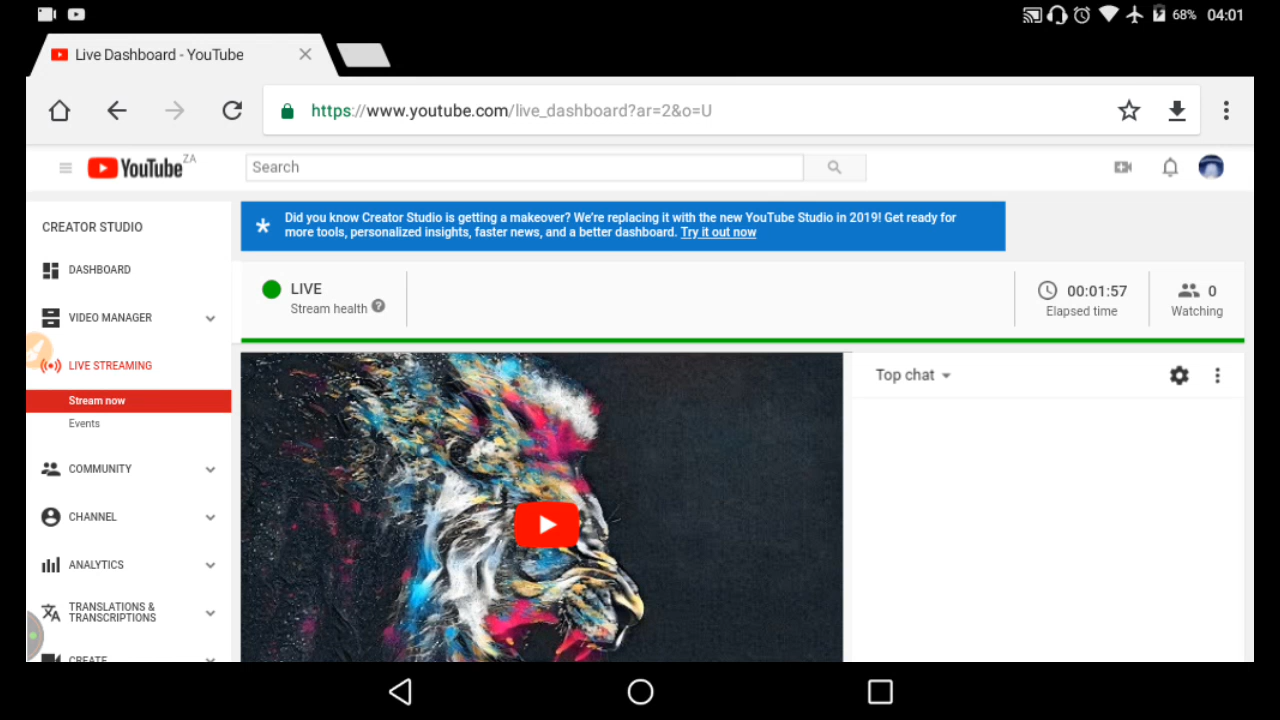 68% 04:01
Live Dashboard - YouTube
https://www.youtube.com/live_dashboard?ar=2&o=U
YouTube ZA
Search
CREATOR STUDIO
DASHBOARD
VIDEO MANAGER
LIVE STREAMING
Stream now
Events
COMMUNITY
CHANNEL
ANALYTICS
TRANSLATIONS &
TRANSCRIPTIONS
CREATE
Did you know Creator Studio is getting a makeover? We're replacing it with the new YouTube Studio in 2019! Get ready for
more tools, personalized insights, faster news, and a better dashboard. Try it out now
LIVE
Stream health ?
00:01:57
Elapsed time
0
Watching
Top chat